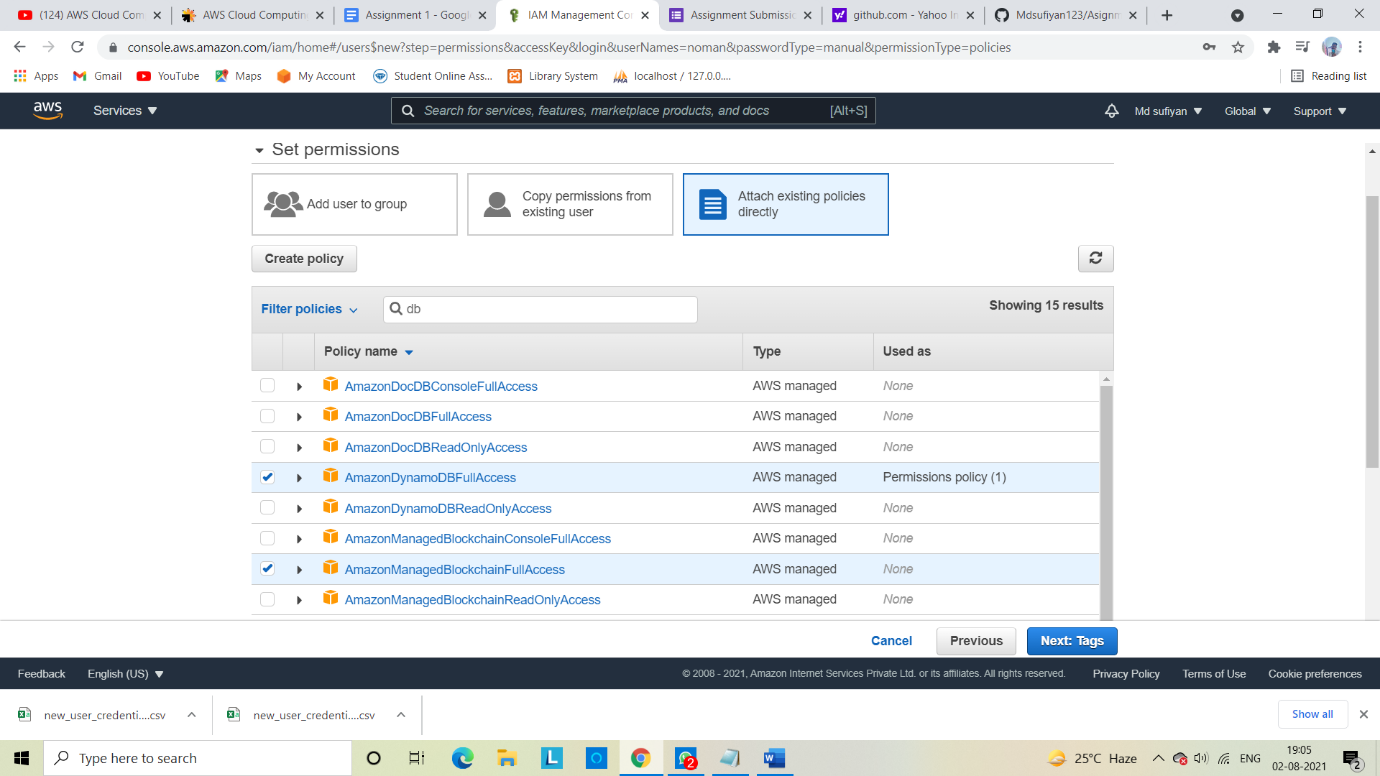 (124) AWS Cloud Com
AWS Cloud Computin
Assignment 1 - Googl
IAM Management Co
Assignment Submissio
github.com - Yahoo In
Mdsufiyan123/Asignm
console.aws.amazon.com/iam/home#/users$new?step=permissions&accessKey&login&userNames=noman&passwordType=manual&permissionType=policies
Apps
Gmail
YouTube
Maps
My Account
Student Online Ass...
Library System
localhost / 127.0.0....
Reading list
aws
Services
Search for services, features, marketplace products, and docs
[Alt+S]
Md sufiyan
Global
Support
Set permissions
Add user to group
Copy permissions from
existing user
Attach existing policies
directly
Create policy
Filter policies
db
Showing 15 results
Policy name
Type
Used as
AmazonDocDBConsoleFullAccess AWS managed None
AmazonDocDBFullAccess AWS managed None
AmazonDocDBReadOnlyAccess AWS managed None
AmazonDynamoDBFullAccess AWS managed Permissions policy (1)
AmazonDynamoDBReadOnlyAccess AWS managed None
AmazonManagedBlockchainConsoleFullAccess AWS managed None
AmazonManagedBlockchainFullAccess AWS managed None
AmazonManagedBlockchainReadOnlyAccess AWS managed None
Cancel
Previous
Next: Tags
Feedback
English (US)
© 2008 - 2021, Amazon Internet Services Private Ltd. or its affiliates. All rights reserved.
Privacy Policy
Terms of Use
Cookie preferences
new_user_credenti....csv
new_user_credenti....csv
Show all
Type here to search
L
2
25°C Haze
ENG
19:05
02-08-2021
2